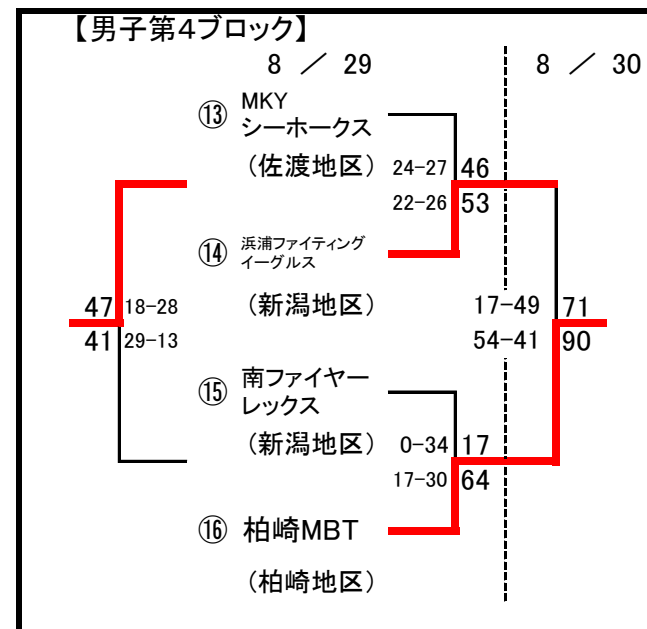 【男子第4ブロック】
8 ／ 29
8 ／ 30
⑬ MKY
シーホークス
（佐渡地区）
24-27 46
22-26 53
⑭ 浜浦ファイティング
イーグルス
（新潟地区）
47 18-28
41 29-13
17-49 71
54-41 90
⑮ 南ファイヤー
レックス
（新潟地区）
0-34 17
17-30 64
⑯ 柏崎MBT
（柏崎地区）